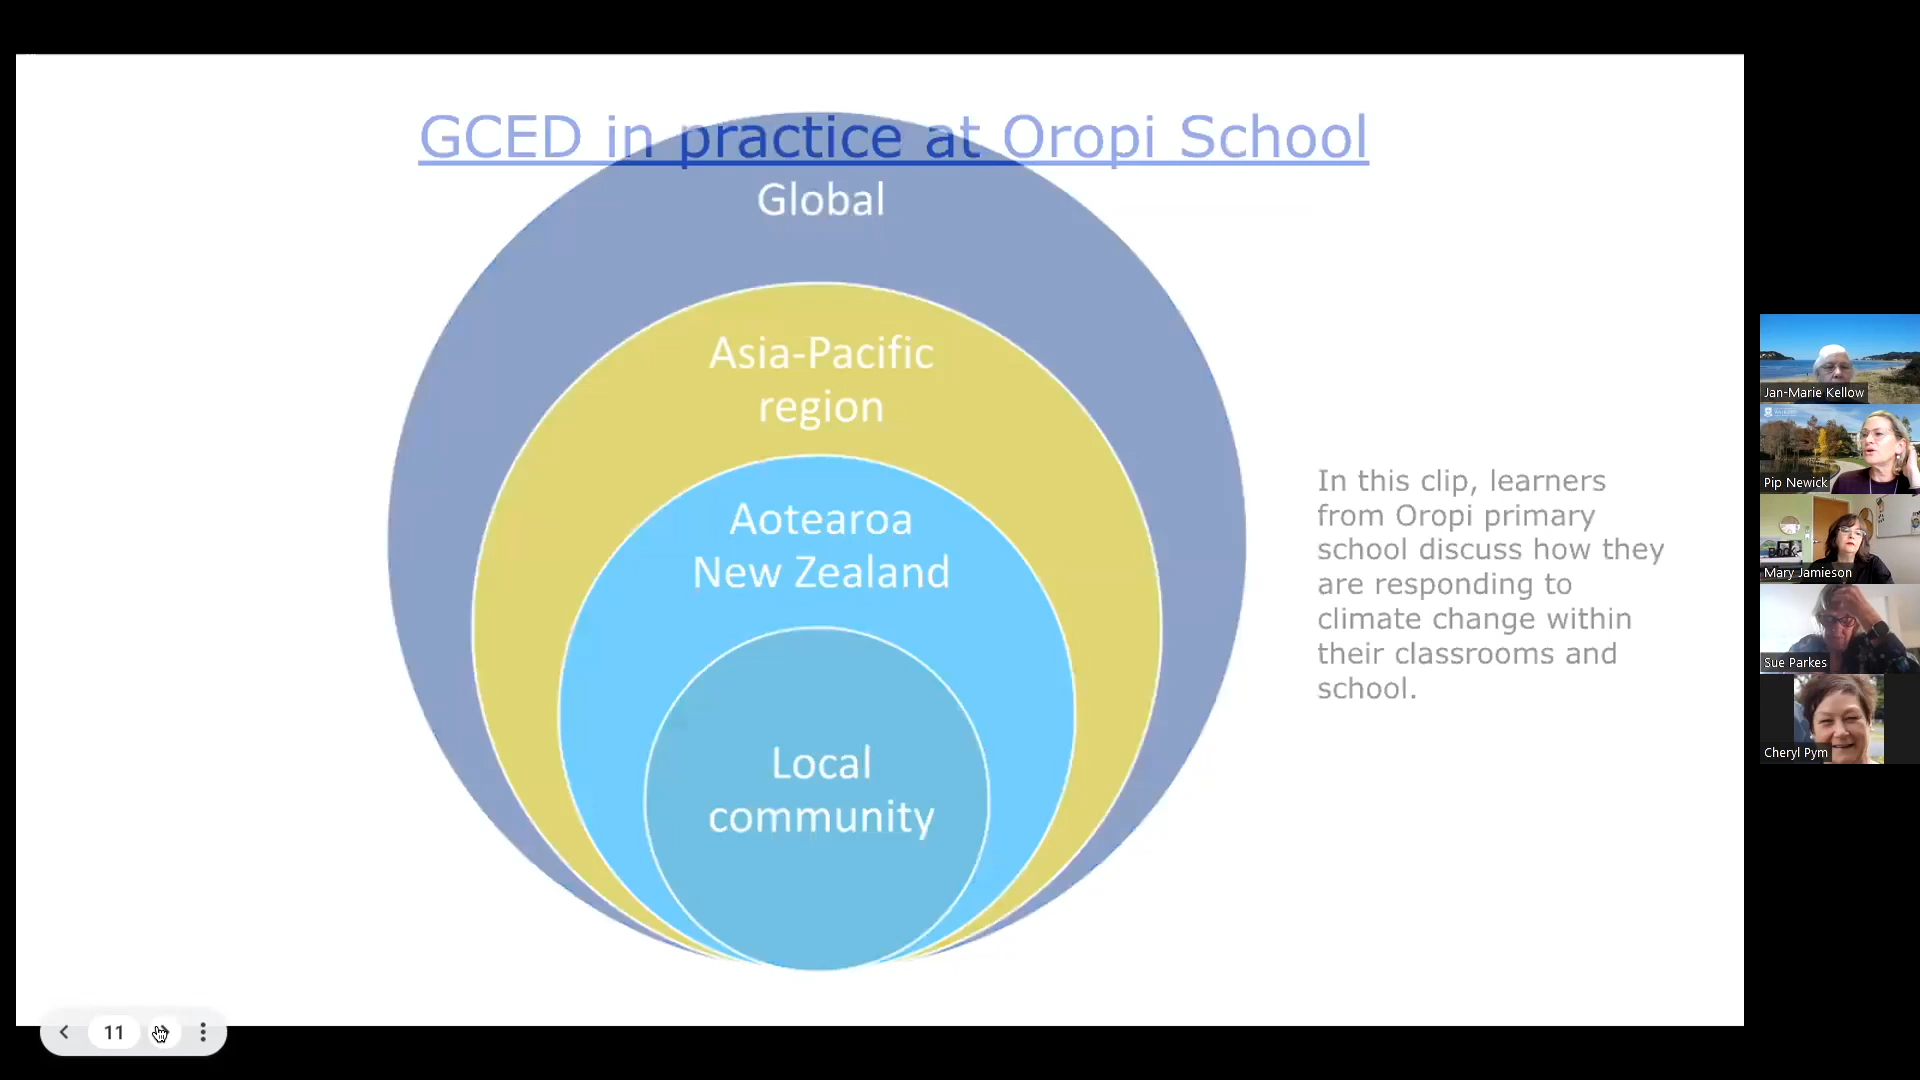 GCED in practice at Oropi School
Global
Asia-Pacific
region
Aotearoa
New Zealand
Local
community
In this clip, learners
from Oropi primary
school discuss how they
are responding to
climate change within
their classrooms and
school.
Jan-Marie Kellow
Pip Newick
Mary Jamieson
Sue Parkes
Cheryl Pym
11